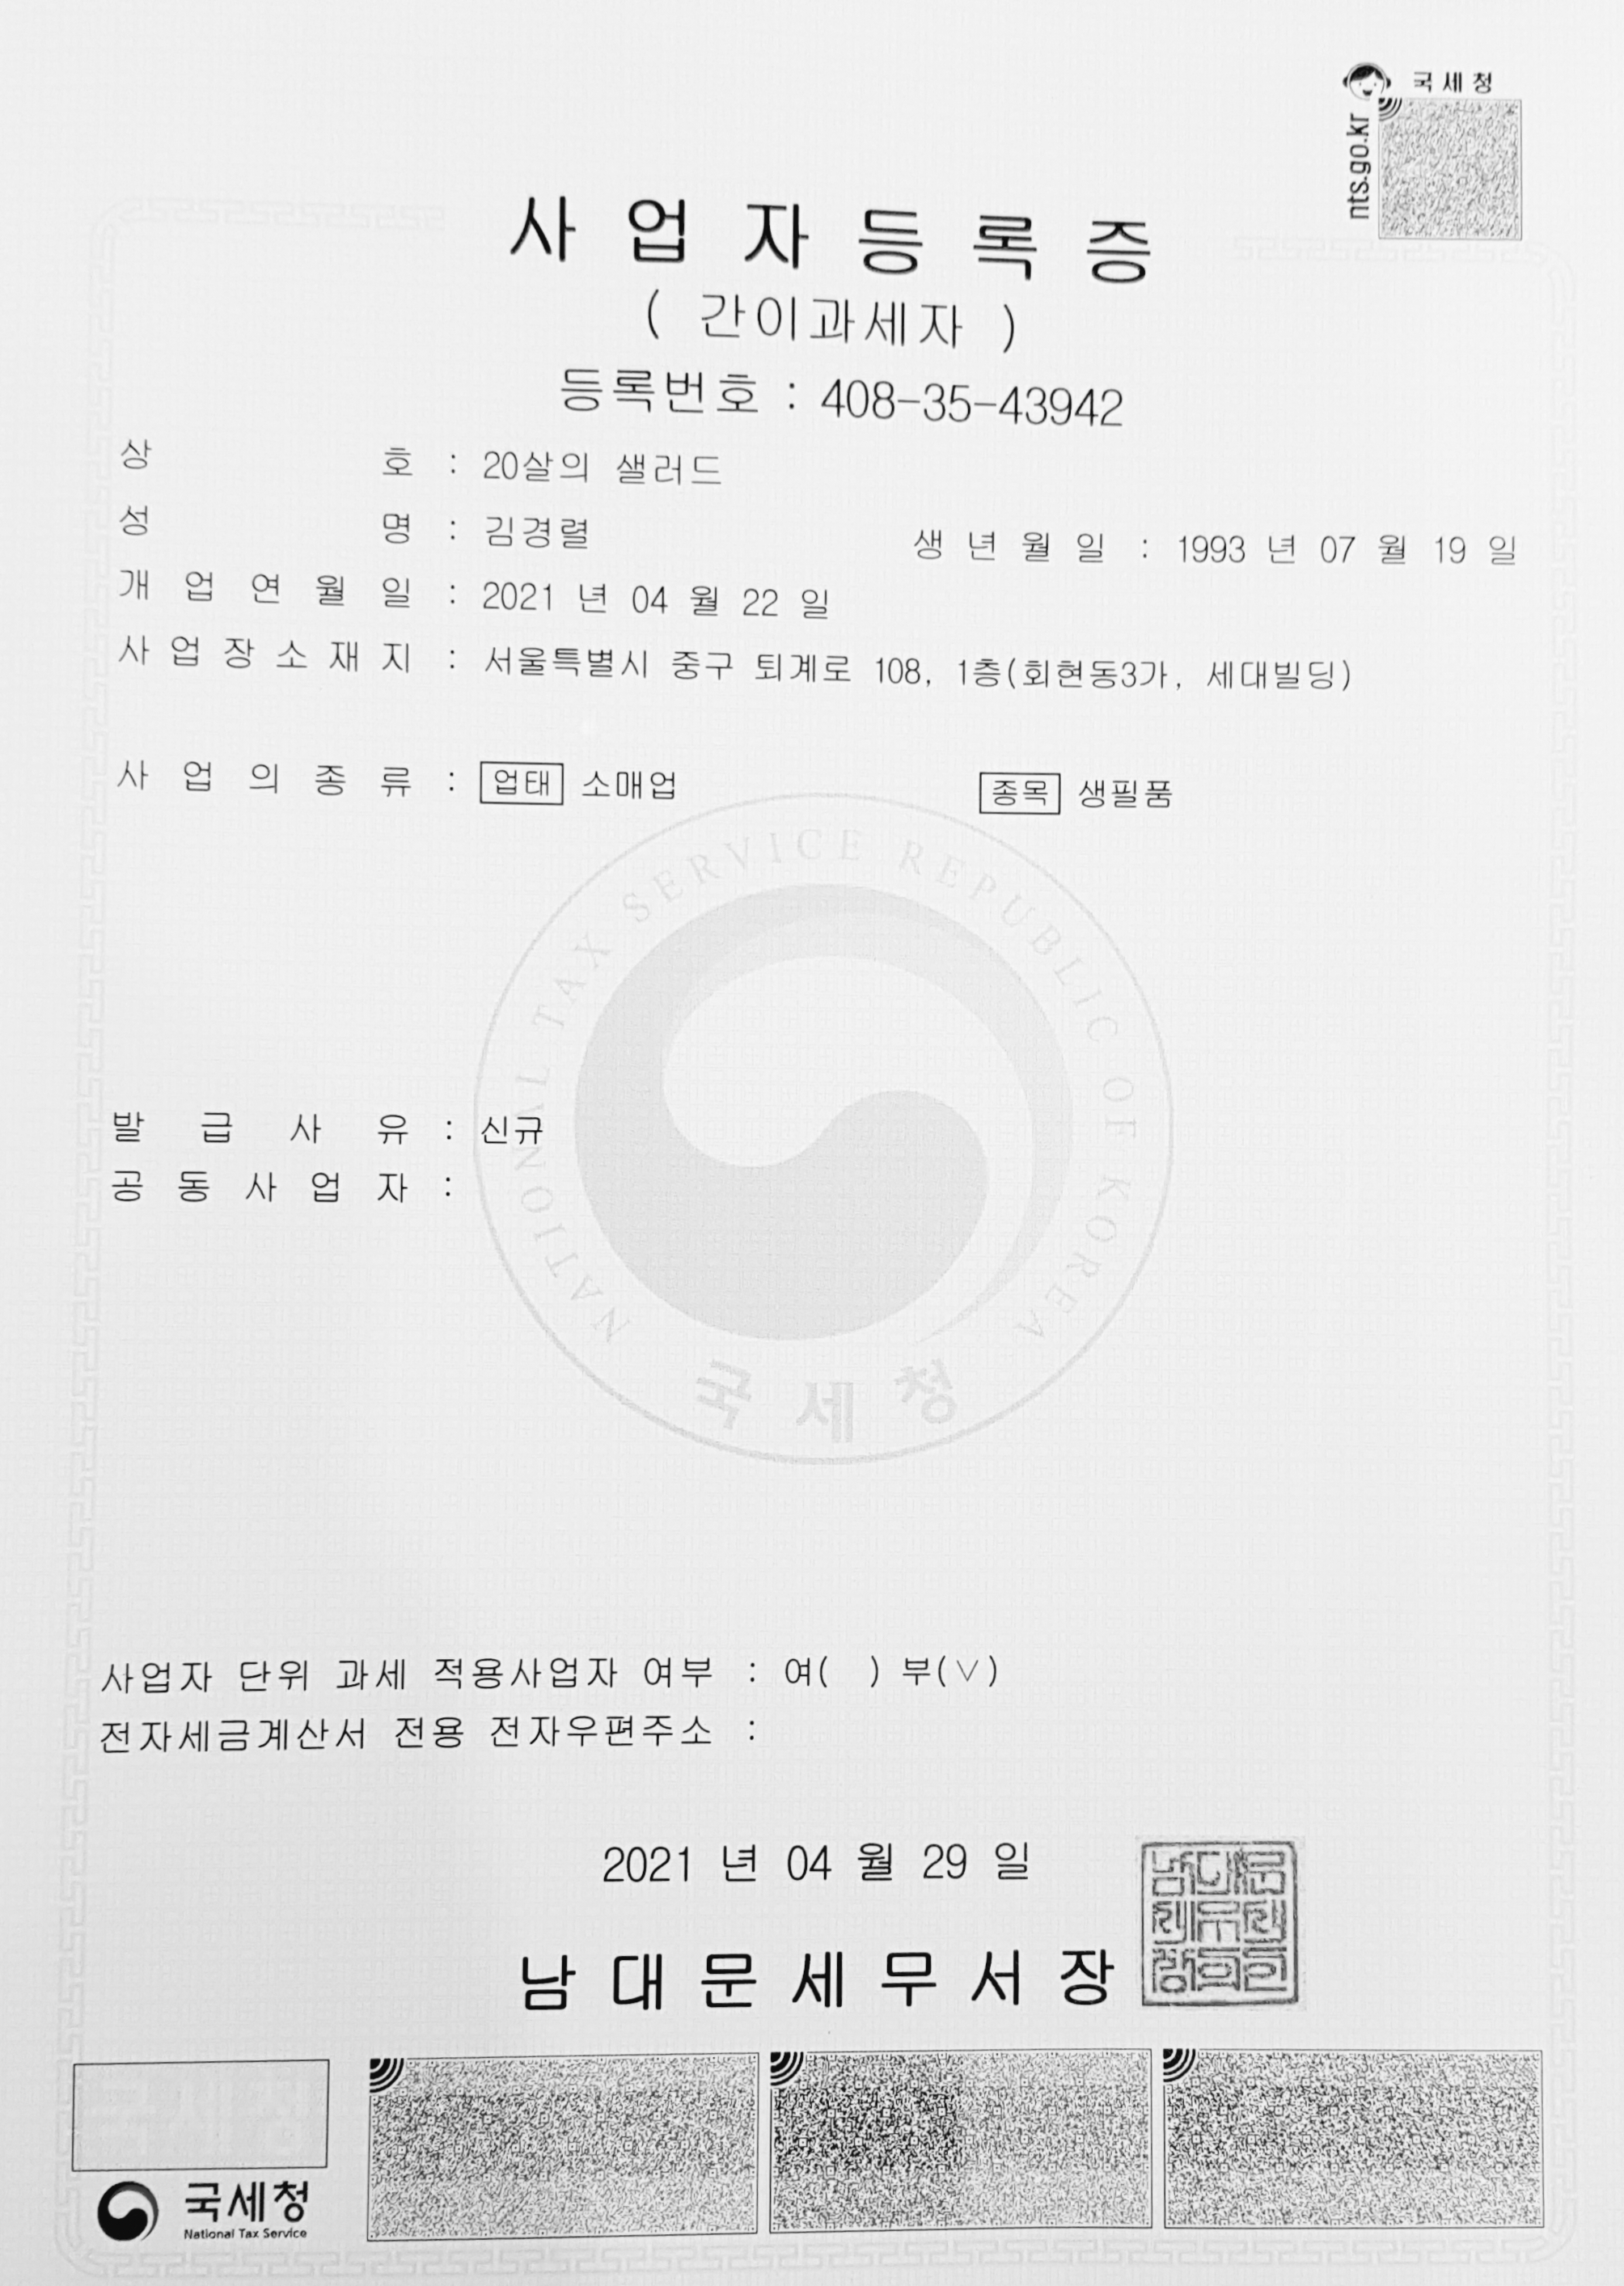 국세청
nts.go.kr
사업자등록증
( 간이과세자 )
등록번호 : 408-35-43942
상 호 : 20살의 샐러드
성 명 : 김경렬 생 년 월 일 : 1993 년 07 월 19 일
개 업 연 월 일 : 2021 년 04 월 22 일
사 업 장 소 재 지 : 서울특별시 중구 퇴계로 108, 1층(회현동3가, 세대빌딩)
사 업 의 종 류 : 업태 소매업 종목 생필품
NATIONAL TAX SERVICE REPUBLIC OF KOREA
국세청
발 급 사 유 : 신규
공 동 사 업 자 :
사업자 단위 과세 적용사업자 여부 : 여( ) 부(∨)
전자세금계산서 전용 전자우편주소 :
2021 년 04 월 29 일
남대문세무서장
국세청
National Tax Service